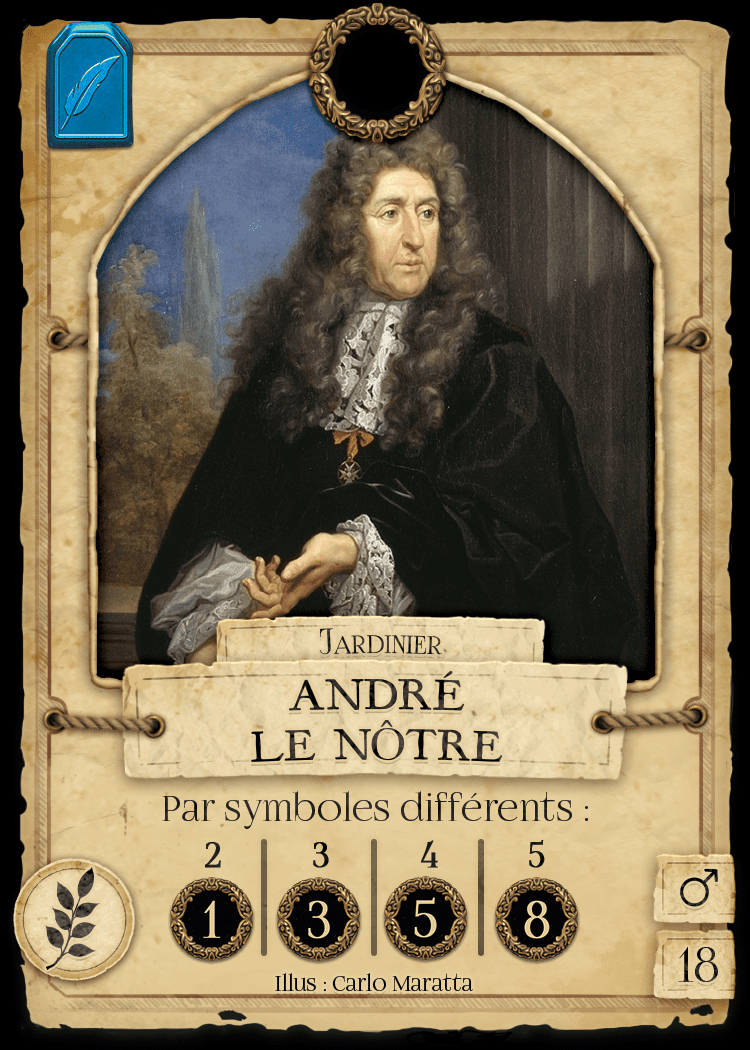 Jardinier
ANDRÉ
LE NÔTRE
Par symboles différents :
2 3 4 5
1 3 5 8
♂
18
Illus : Carlo Maratta